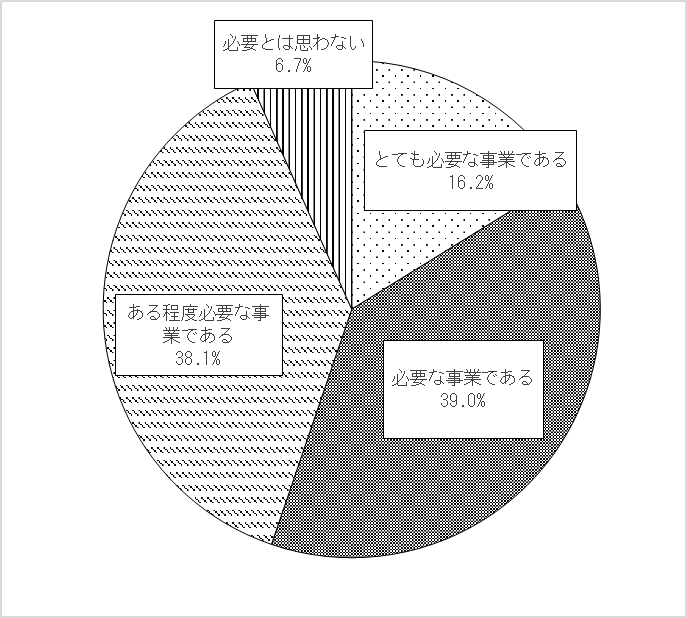 必要とは思わない
6.7%
とても必要な事業である
16.2%
ある程度必要な事
業である
38.1%
必要な事業である
39.0%